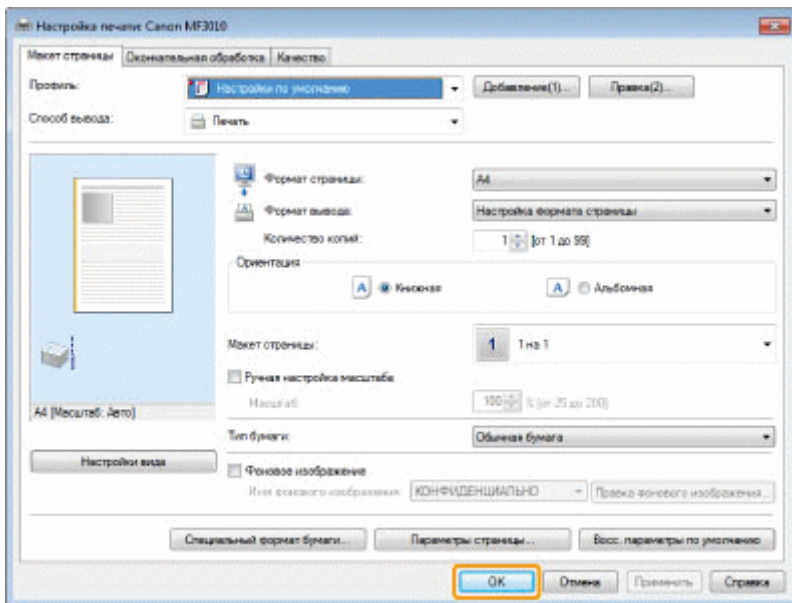 Настройка печати: Canon MF3010
Макет страницы Окончательная обработка Качество
Профиль: Настройки по умолчанию Добавление(1)... Правка(2)...
Способ вывода: Печать
Формат страницы: A4
Формат вывода: Настройка формата страницы
Количество копий: 1 [от 1 до 99]
Ориентация
A Книжная A Альбомная
Макет страницы: 1 1 на 1
Ручная настройка масштаба
Масштаб: 100 % [от 25 до 200]
A4 [Масштаб: Авто]
Тип бумаги: Обычная бумага
Настройки вида
Фоновое изображение
Имя фонового изображения: КОНФИДЕНЦИАЛЬНО Правка фонового изображения...
Специальный формат бумаги... Параметры страницы... Восс. параметры по умолчанию
OK Отмена Применить Справка